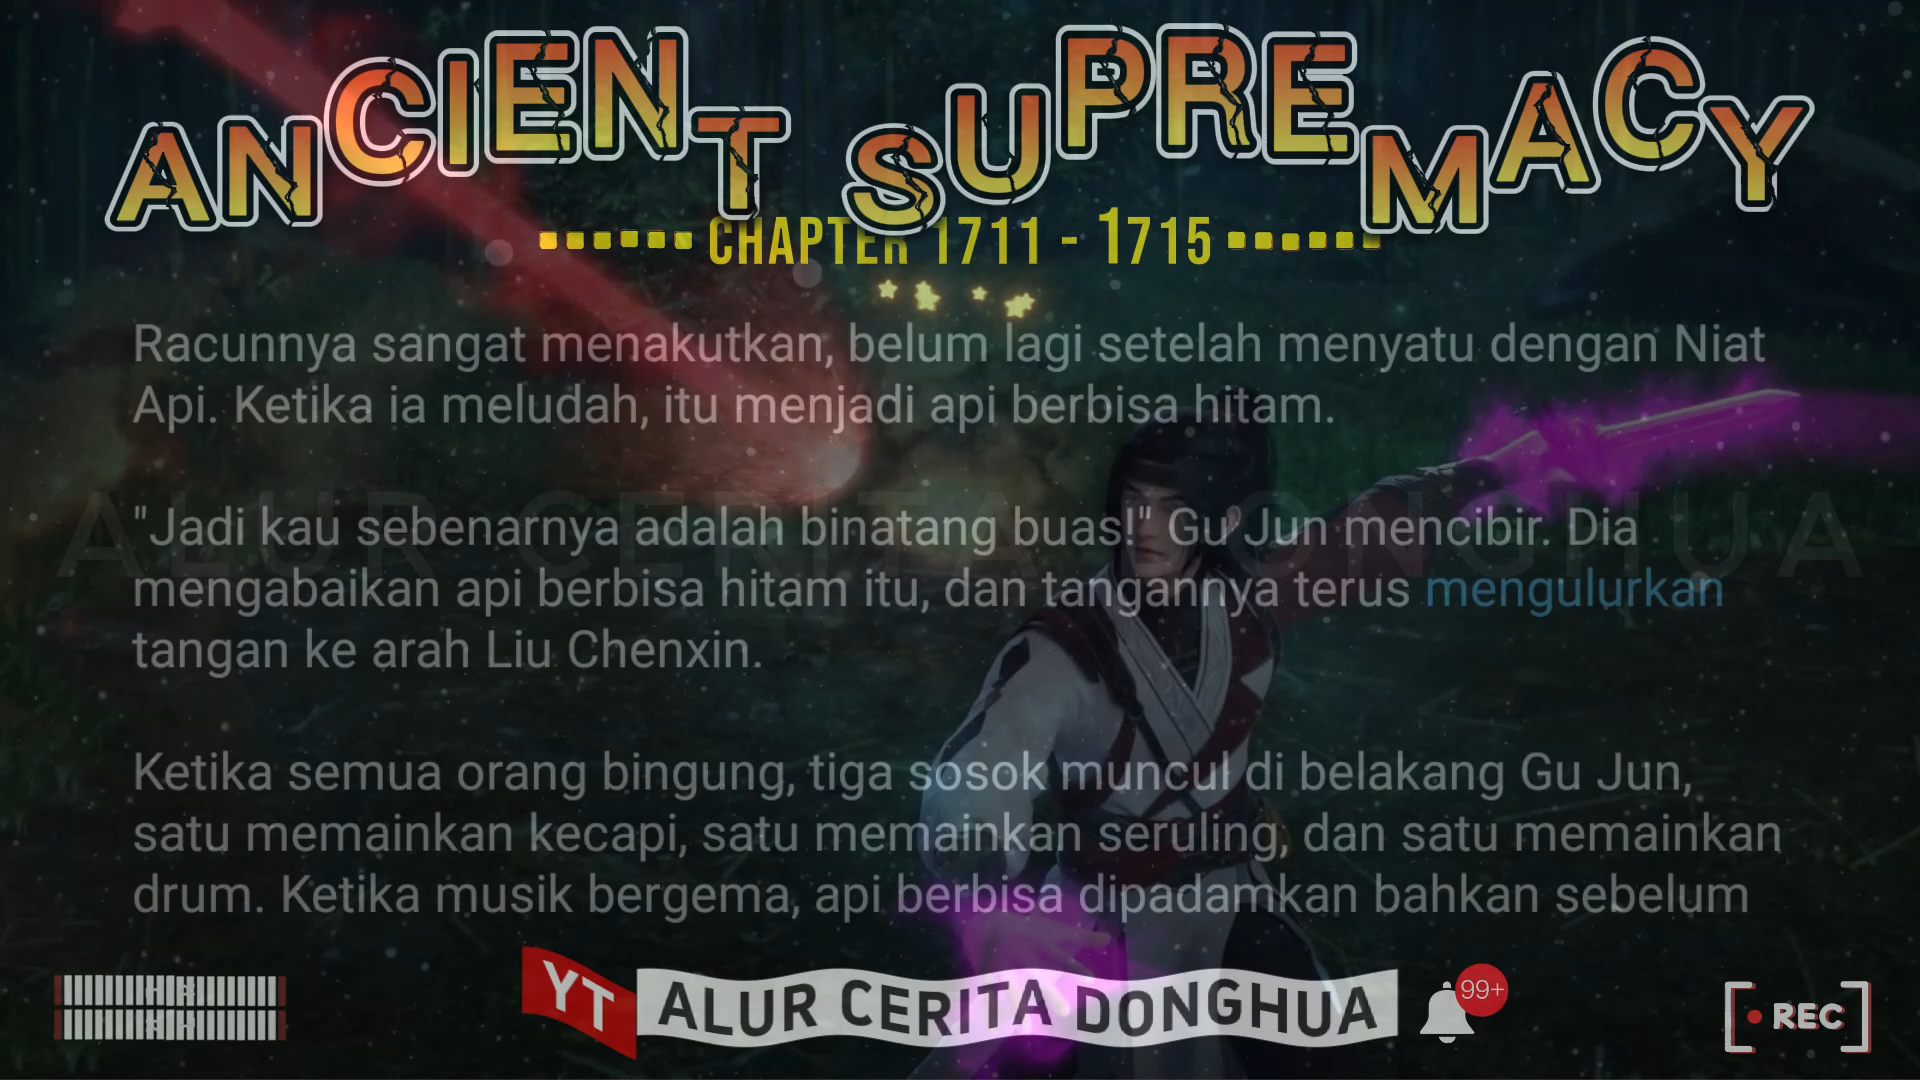 ANCIENT SUPREMACY
CHAPTER 1711 - 1715
Racunnya sangat menakutkan, belum lagi setelah menyatu dengan Niat
Api. Ketika ia meludah, itu menjadi api berbisa hitam.
"Jadi kau sebenarnya adalah binatang buas!" Gu Jun mencibir. Dia
ALUR CERITA DONGHUA
mengabaikan api berbisa hitam itu, dan tangannya terus mengulurkan
tangan ke arah Liu Chenxin.
Ketika semua orang bingung, tiga sosok muncul di belakang Gu Jun,
satu memainkan kecapi, satu memainkan seruling, dan satu memainkan
drum. Ketika musik bergema, api berbisa dipadamkan bahkan sebelum
YT ALUR CERITA DONGHUA
99+
REC